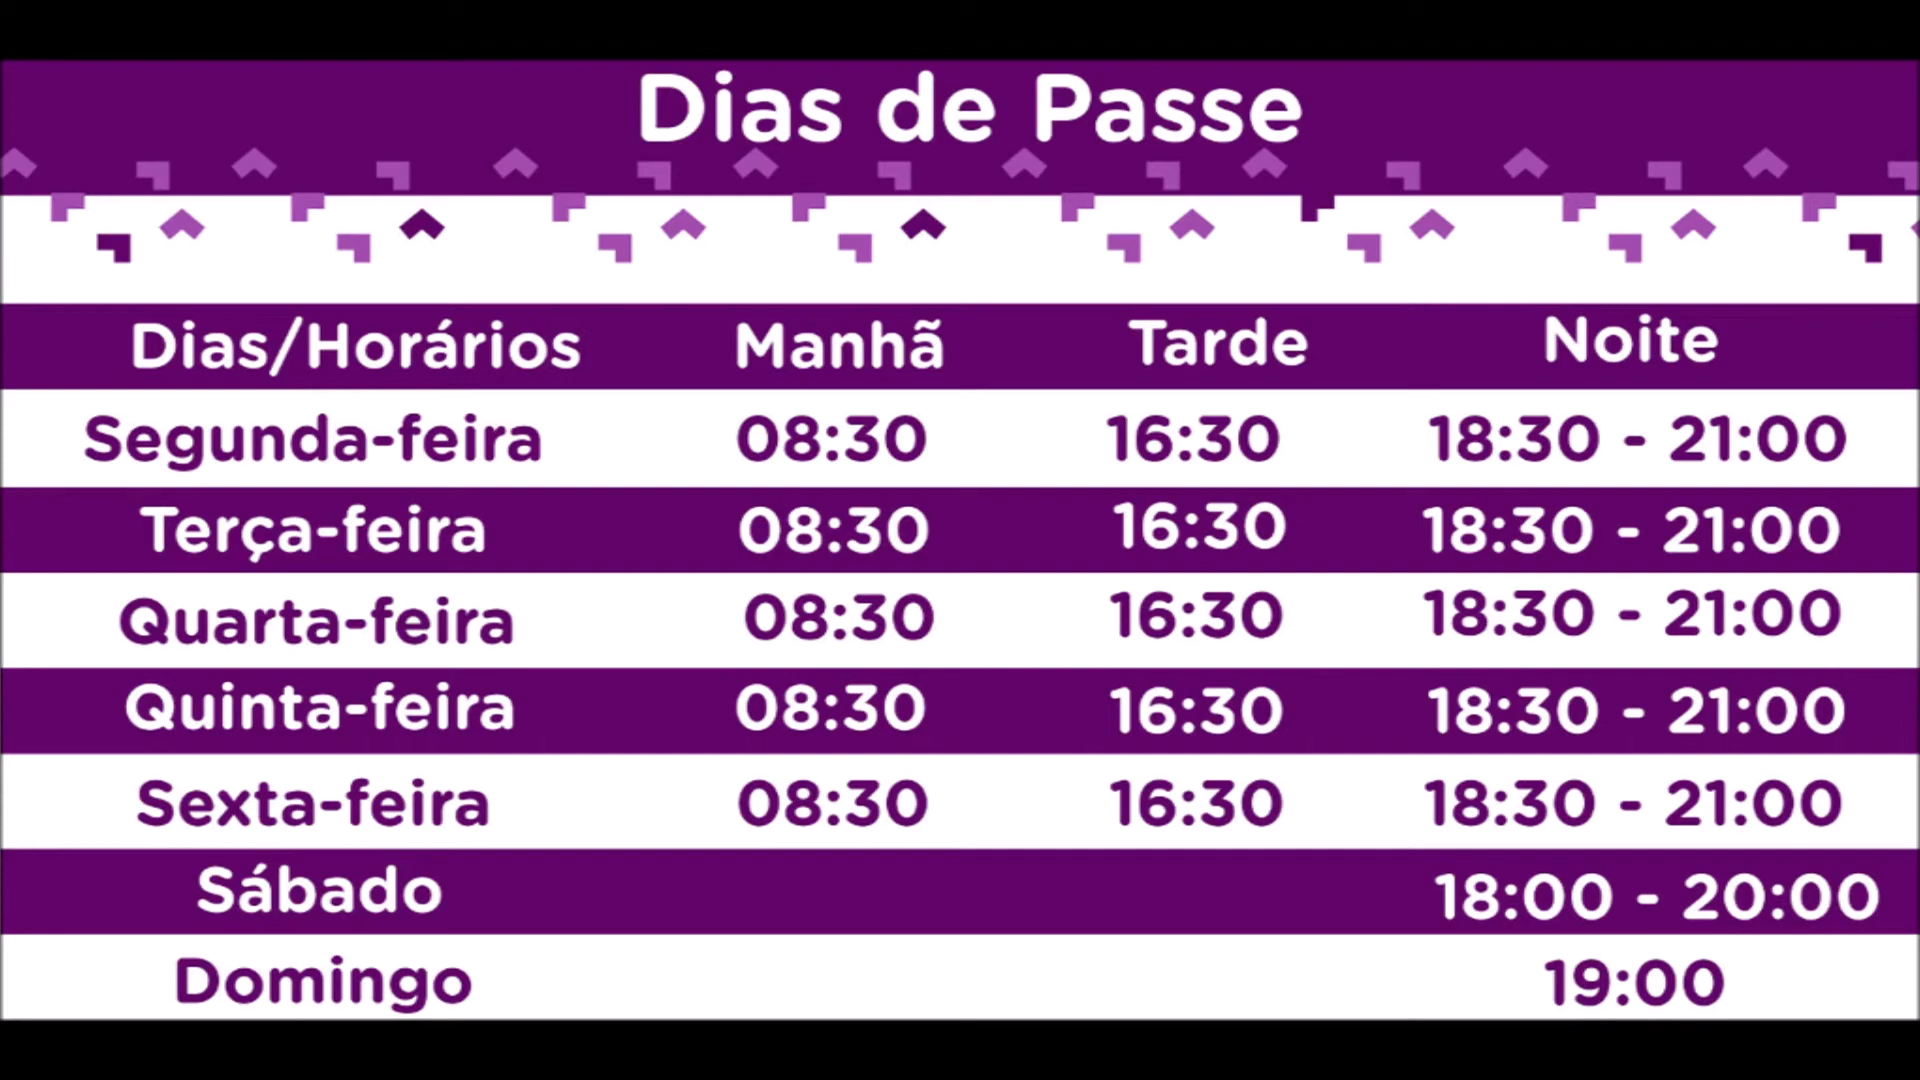 Dias de Passe
Dias/Horários Manhã Tarde Noite
Segunda-feira 08:30 16:30 18:30 - 21:00
Terça-feira 08:30 16:30 18:30 - 21:00
Quarta-feira 08:30 16:30 18:30 - 21:00
Quinta-feira 08:30 16:30 18:30 - 21:00
Sexta-feira 08:30 16:30 18:30 - 21:00
Sábado 18:00 - 20:00
Domingo 19:00